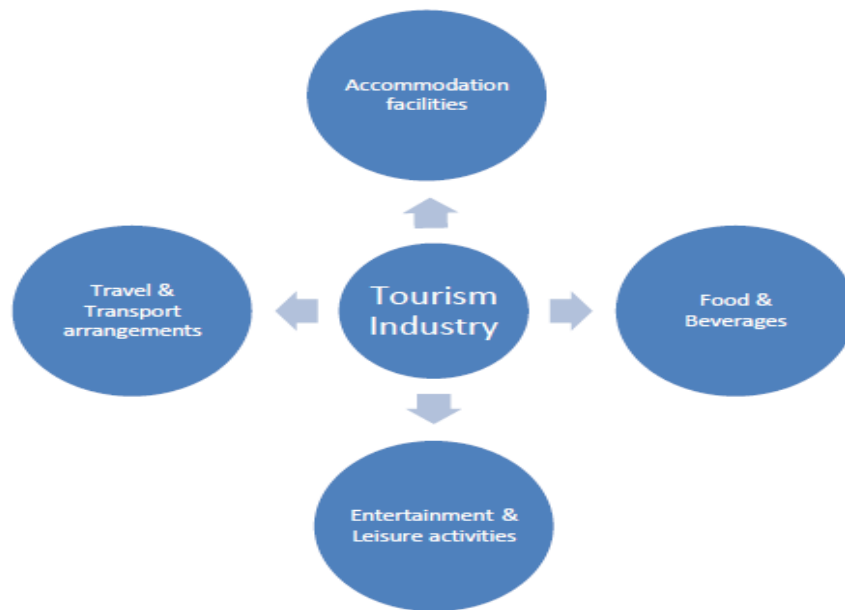 Accommodation
facilities
Travel &
Transport
arrangements
Tourism
Industry
Food &
Beverages
Entertainment &
Leisure activities